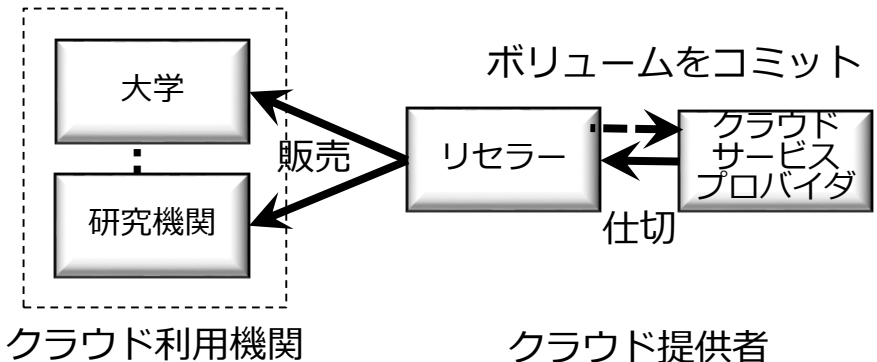 大学
研究機関
クラウド利用機関
販売
リセラー
ボリュームをコミット
仕切
クラウド
サービス
プロバイダ
クラウド提供者